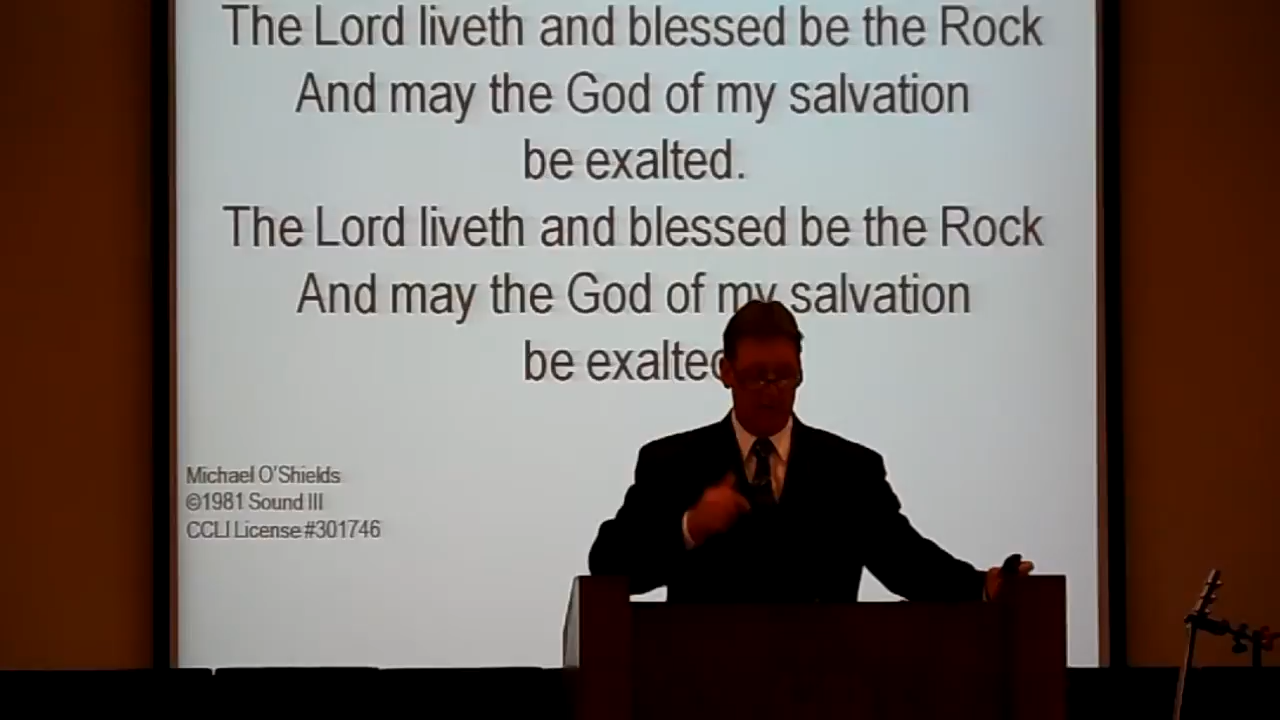 The Lord liveth and blessed be the Rock
And may the God of my salvation
be exalted.
The Lord liveth and blessed be the Rock
And may the God of my salvation
be exalted
Michael O'Shields
©1981 Sound III
CCLI License #301746